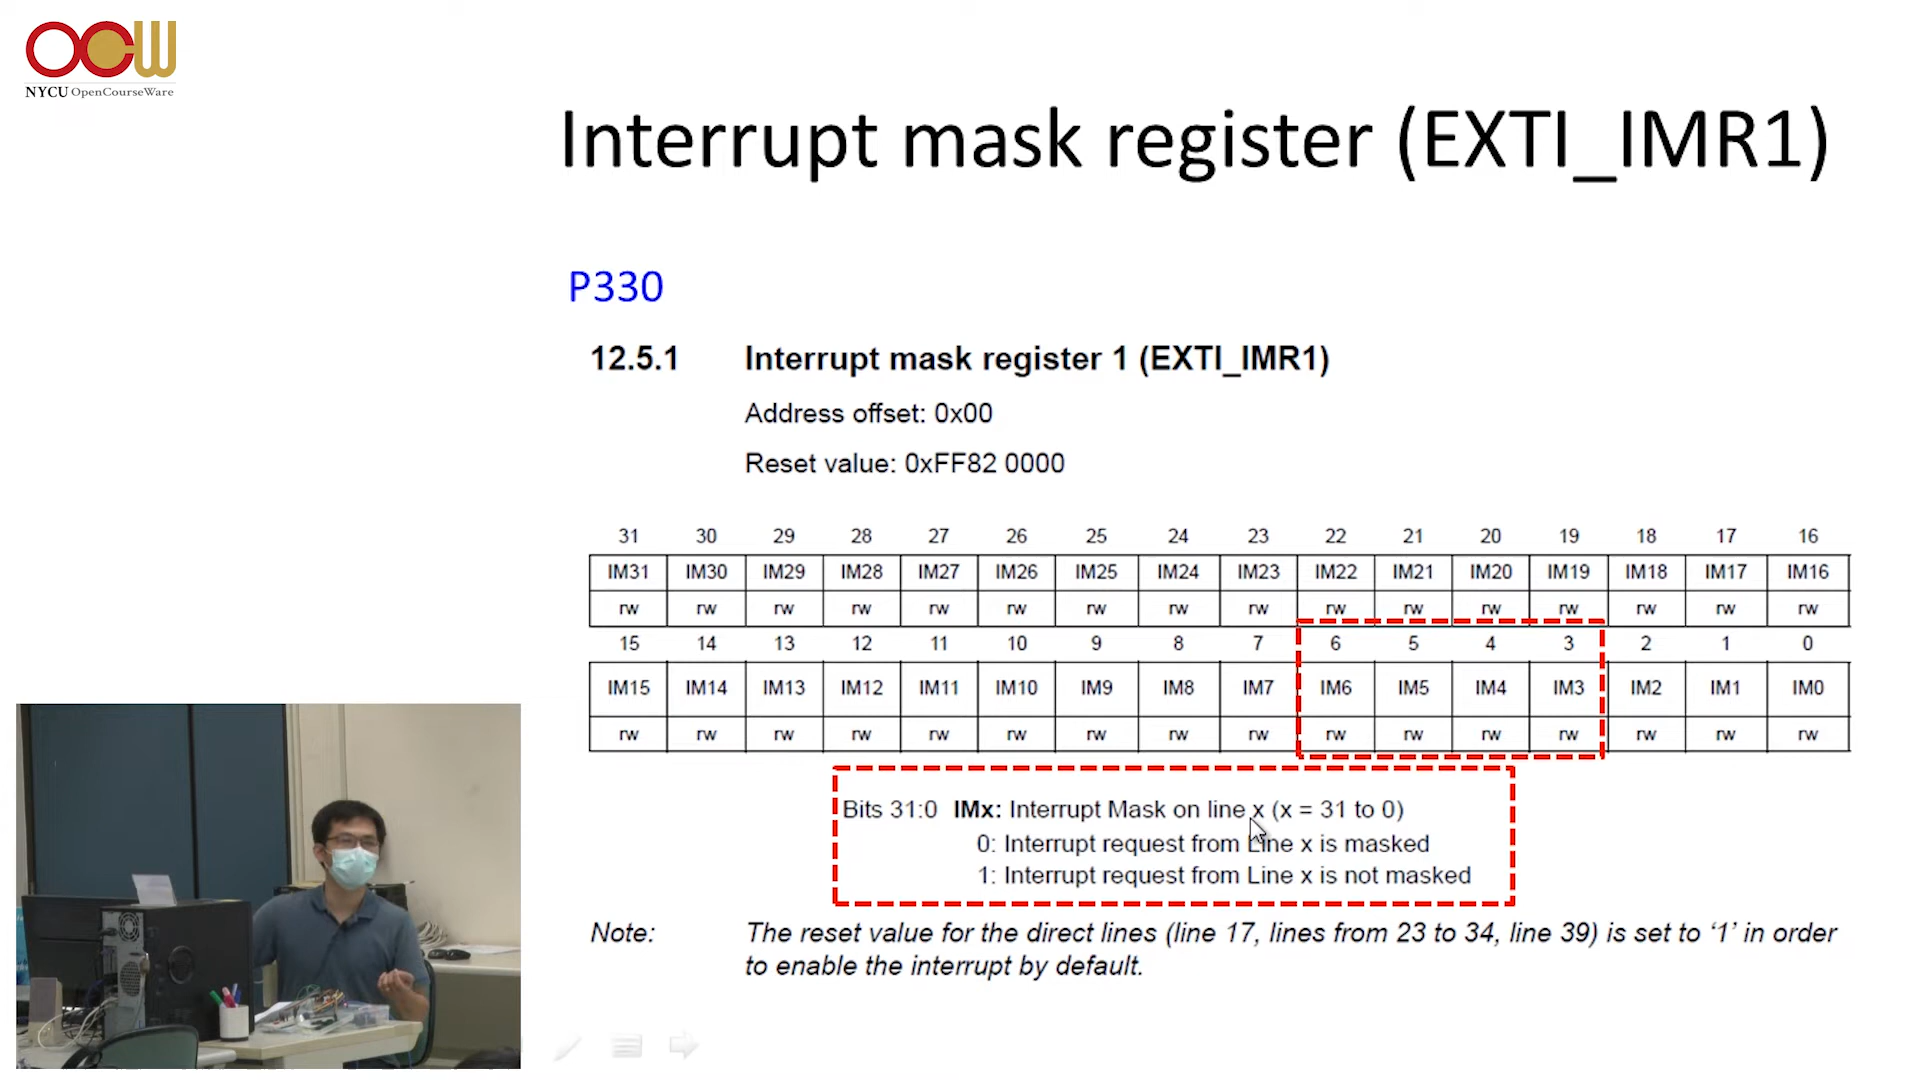 OCW
NYCU OpenCourseWare
Interrupt mask register (EXTI_IMR1)
P330
12.5.1 Interrupt mask register 1 (EXTI_IMR1)
Address offset: 0x00
Reset value: 0xFF82 0000
31 30 29 28 27 26 25 24 23 22 21 20 19 18 17 16
IM31 IM30 IM29 IM28 IM27 IM26 IM25 IM24 IM23 IM22 IM21 IM20 IM19 IM18 IM17 IM16
rw rw rw rw rw rw rw rw rw rw rw rw rw rw rw rw
15 14 13 12 11 10 9 8 7 6 5 4 3 2 1 0
IM15 IM14 IM13 IM12 IM11 IM10 IM9 IM8 IM7 IM6 IM5 IM4 IM3 IM2 IM1 IM0
rw rw rw rw rw rw rw rw rw rw rw rw rw rw rw rw
Bits 31:0 IMx: Interrupt Mask on line x (x = 31 to 0)
0: Interrupt request from Line x is masked
1: Interrupt request from Line x is not masked
Note: The reset value for the direct lines (line 17, lines from 23 to 34, line 39) is set to ‘1’ in order
to enable the interrupt by default.